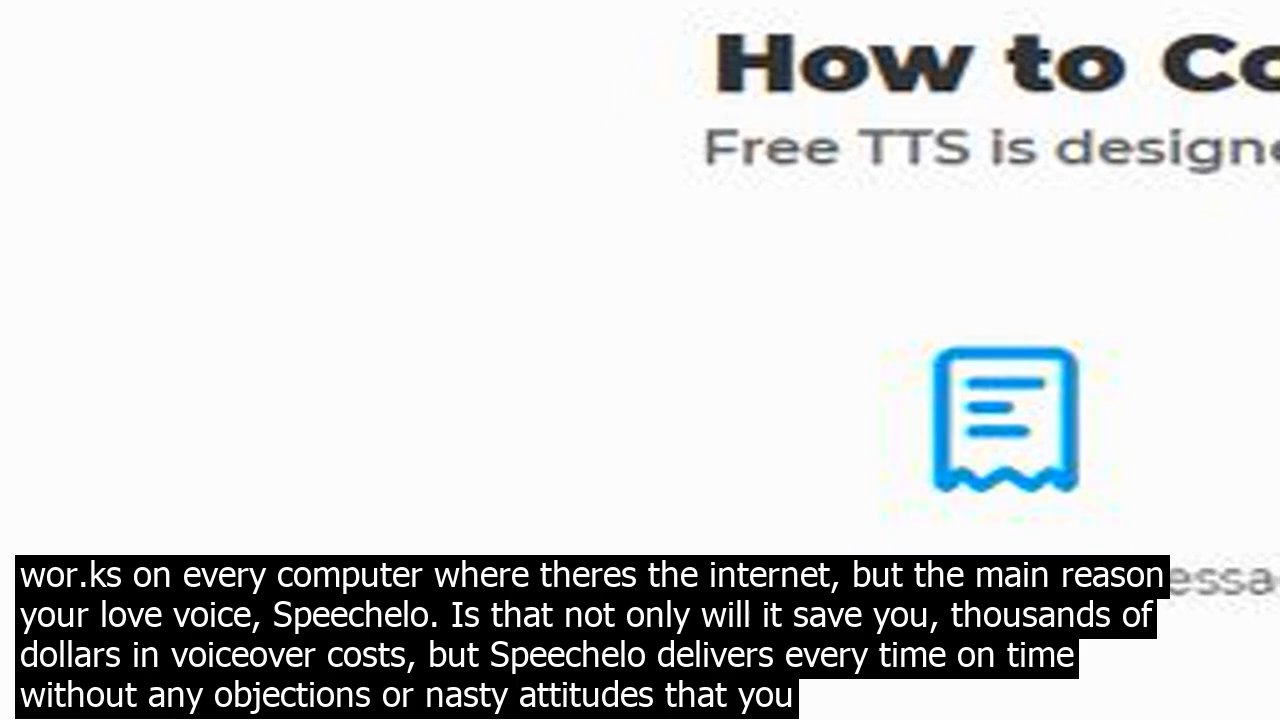 How to Co
Free TTS is designe
essa
wor.ks on every computer where theres the internet, but the main reason
your love voice, Speechelo. Is that not only will it save you, thousands of
dollars in voiceover costs, but Speechelo delivers every time on time
without any objections or nasty attitudes that you